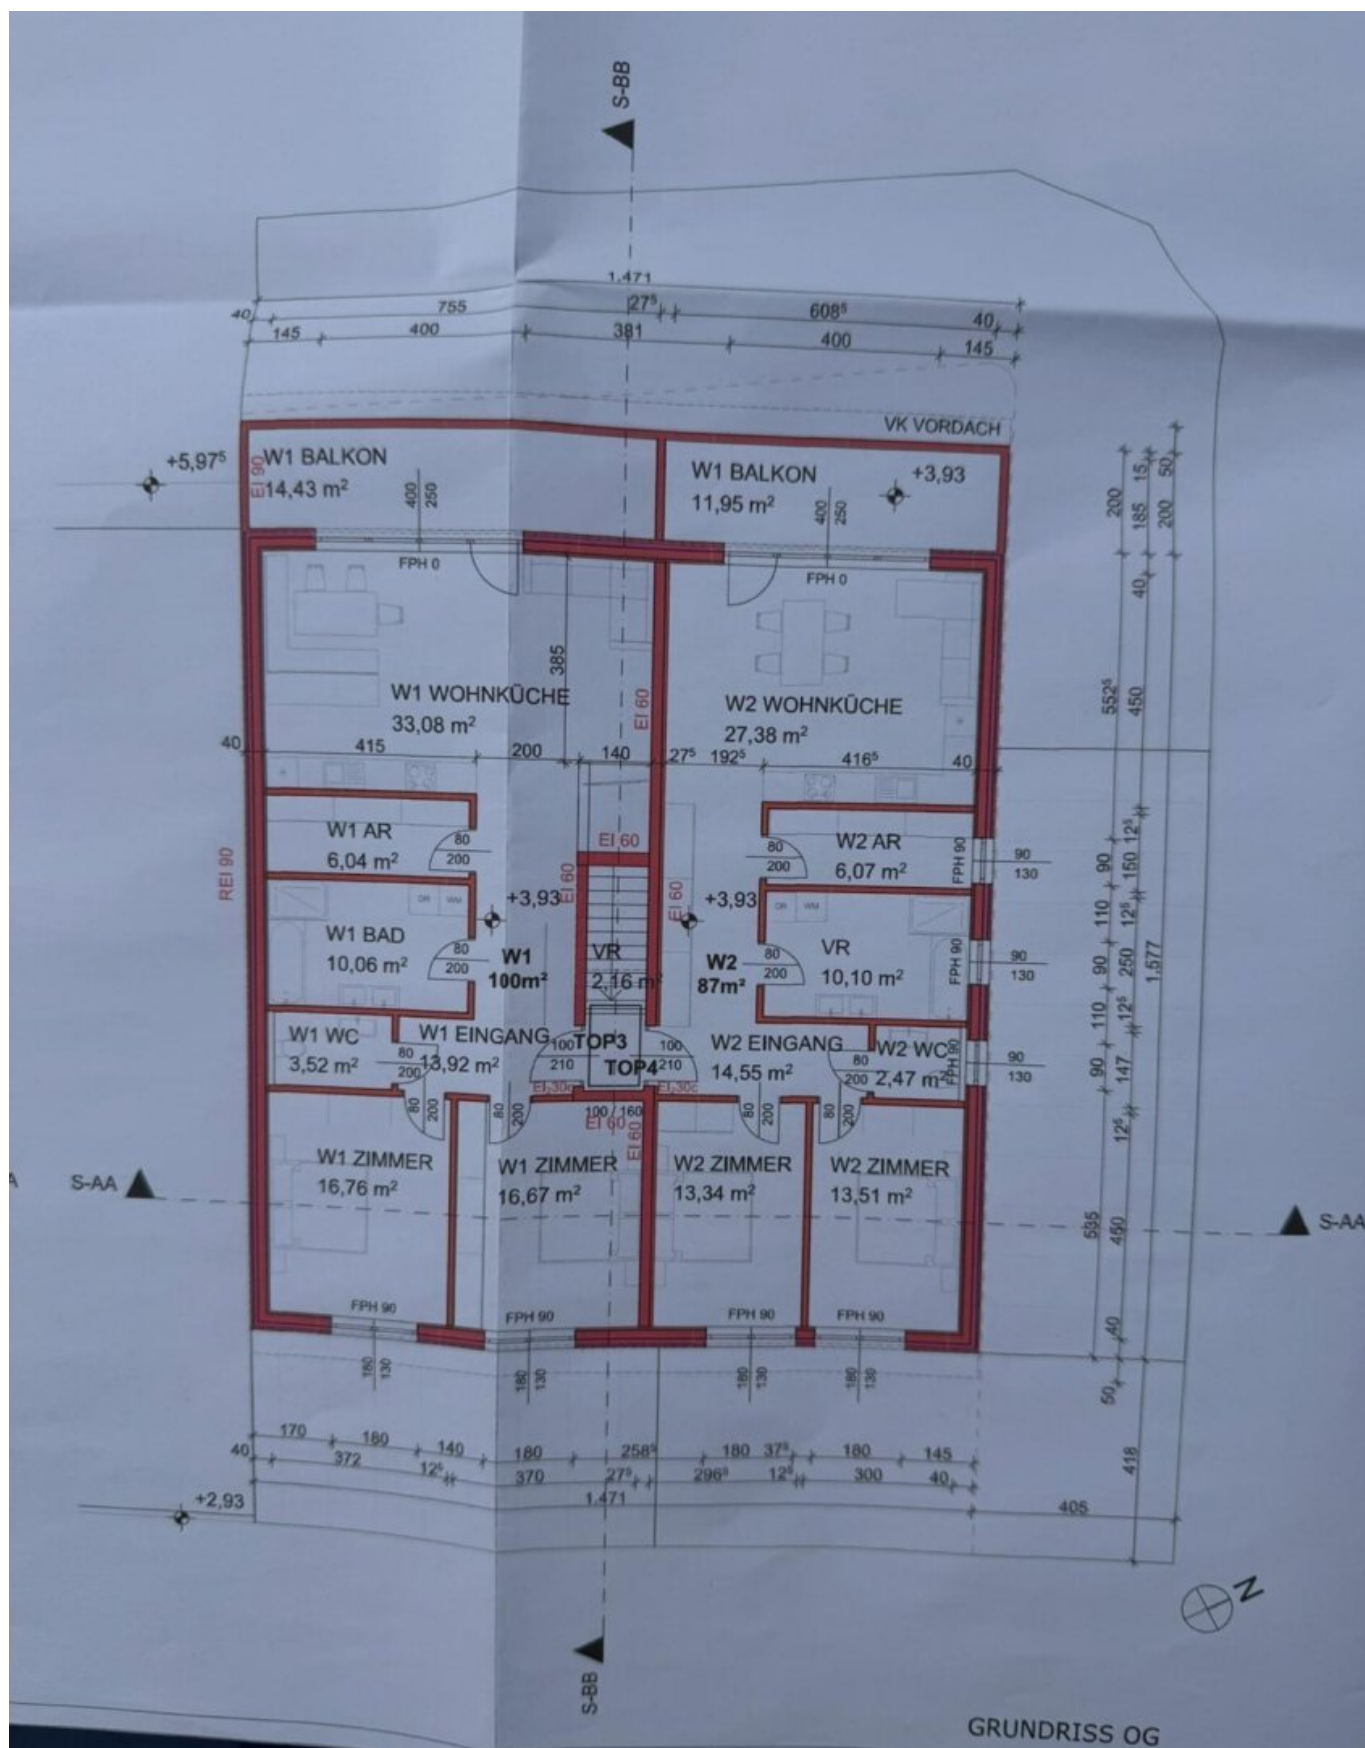 S-BB
1.471
755
27⁵
608⁵
40
40
145
400
381
400
145
VK VORDACH
+5,97⁵
EI 90
W1 BALKON
14,43 m²
400
250
W1 BALKON
11,95 m²
+3,93
400
250
FPH 0
FPH 0
200
15
185
50
200
40
385
W1 WOHNKÜCHE
33,08 m²
EI 60
W2 WOHNKÜCHE
27,38 m²
552⁵
450
40
415
200
140
27⁵
192⁵
416⁵
40
W1 AR
6,04 m²
80
200
EI 60
80
200
W2 AR
6,07 m²
FPH 90
90
130
90
150
12⁵
REI 90
+3,93
EI 60
EI 60
+3,93
DR
WM
DR
WM
110
12⁵
W1 BAD
10,06 m²
80
200
W1
100m²
VR
2,16 m²
W2
87m²
80
200
VR
10,10 m²
FPH 90
90
130
90
250
1.577
110
12⁵
W1 WC
3,52 m²
80
200
W1 EINGANG
13,92 m²
100
210
TOP3
TOP4
100
210
W2 EINGANG
14,55 m²
80
200
W2 WC
2,47 m²
FPH 90
90
130
90
147
12⁵
EI₂30c
EI₂30c
100 / 160
EI 60
EI 60
80
200
80
200
80
200
80
200
W1 ZIMMER
16,76 m²
W1 ZIMMER
16,67 m²
W2 ZIMMER
13,34 m²
W2 ZIMMER
13,51 m²
A
S-AA
S-AA
535
450
FPH 90
FPH 90
FPH 90
FPH 90
40
180
130
180
130
180
130
180
130
50
170
180
140
180
258⁵
180
37⁵
180
145
418
40
372
12⁵
370
27⁵
296⁵
12⁵
300
40
1.471
405
+2,93
N
S-BB
GRUNDRISS OG